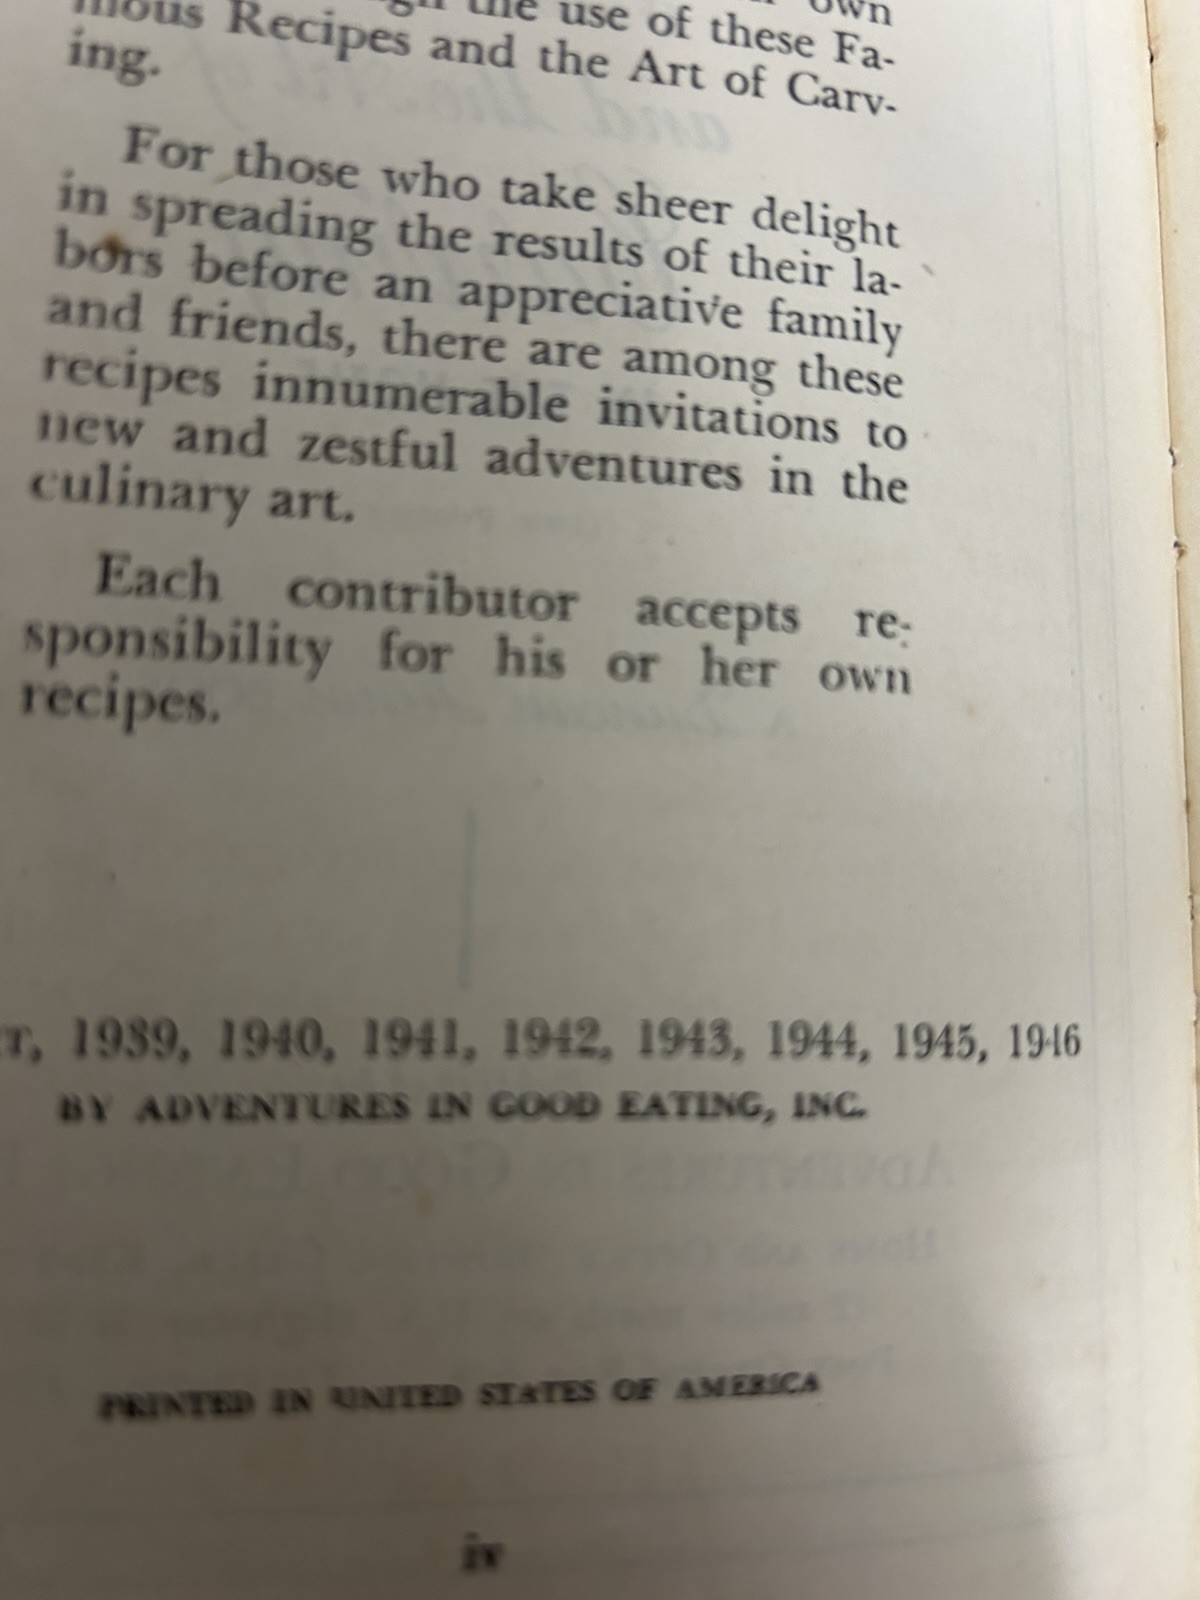 own
the use of these Fa-
mous Recipes and the Art of Carv-
ing.
For those who take sheer delight
in spreading the results of their la-
bors before an appreciative family
and friends, there are among these
recipes innumerable invitations to
new and zestful adventures in the
culinary art.
Each contributor accepts re-
sponsibility for his or her own
recipes.
1939, 1940, 1941, 1942, 1943, 1944, 1945, 1946
BY ADVENTURES IN GOOD EATING, INC.
PRINTED IN UNITED STATES OF AMERICA
iv